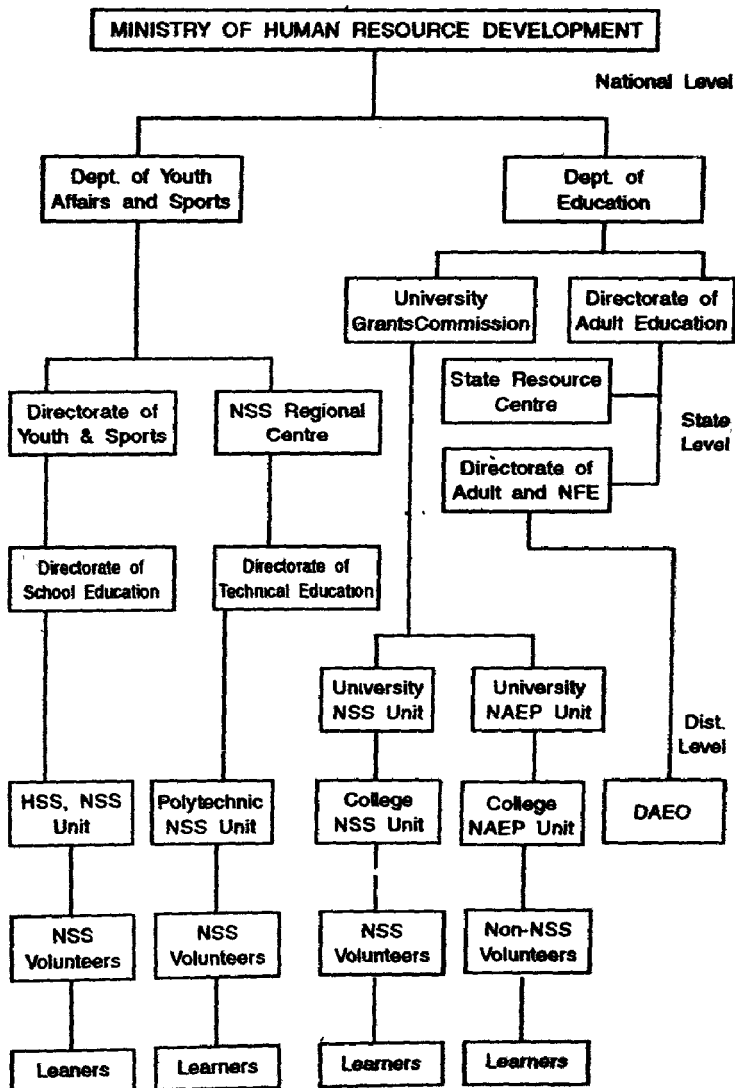 MINISTRY OF HUMAN RESOURCE DEVELOPMENT
National Level
Dept. of Youth
Affairs and Sports
Dept. of
Education
University
GrantsCommission
Directorate of
Adult Education
State Resource
Centre
Directorate of
Youth & Sports
NSS Regional
Centre
State
Level
Directorate of
Adult and NFE
Directorate of
School Education
Directorate of
Technical Education
University
NSS Unit
University
NAEP Unit
Dist.
Level
HSS, NSS
Unit
Polytechnic
NSS Unit
College
NSS Unit
College
NAEP Unit
DAEO
NSS
Volunteers
NSS
Volunteers
NSS
Volunteers
Non-NSS
Volunteers
Leaners
Learners
Learners
Learners